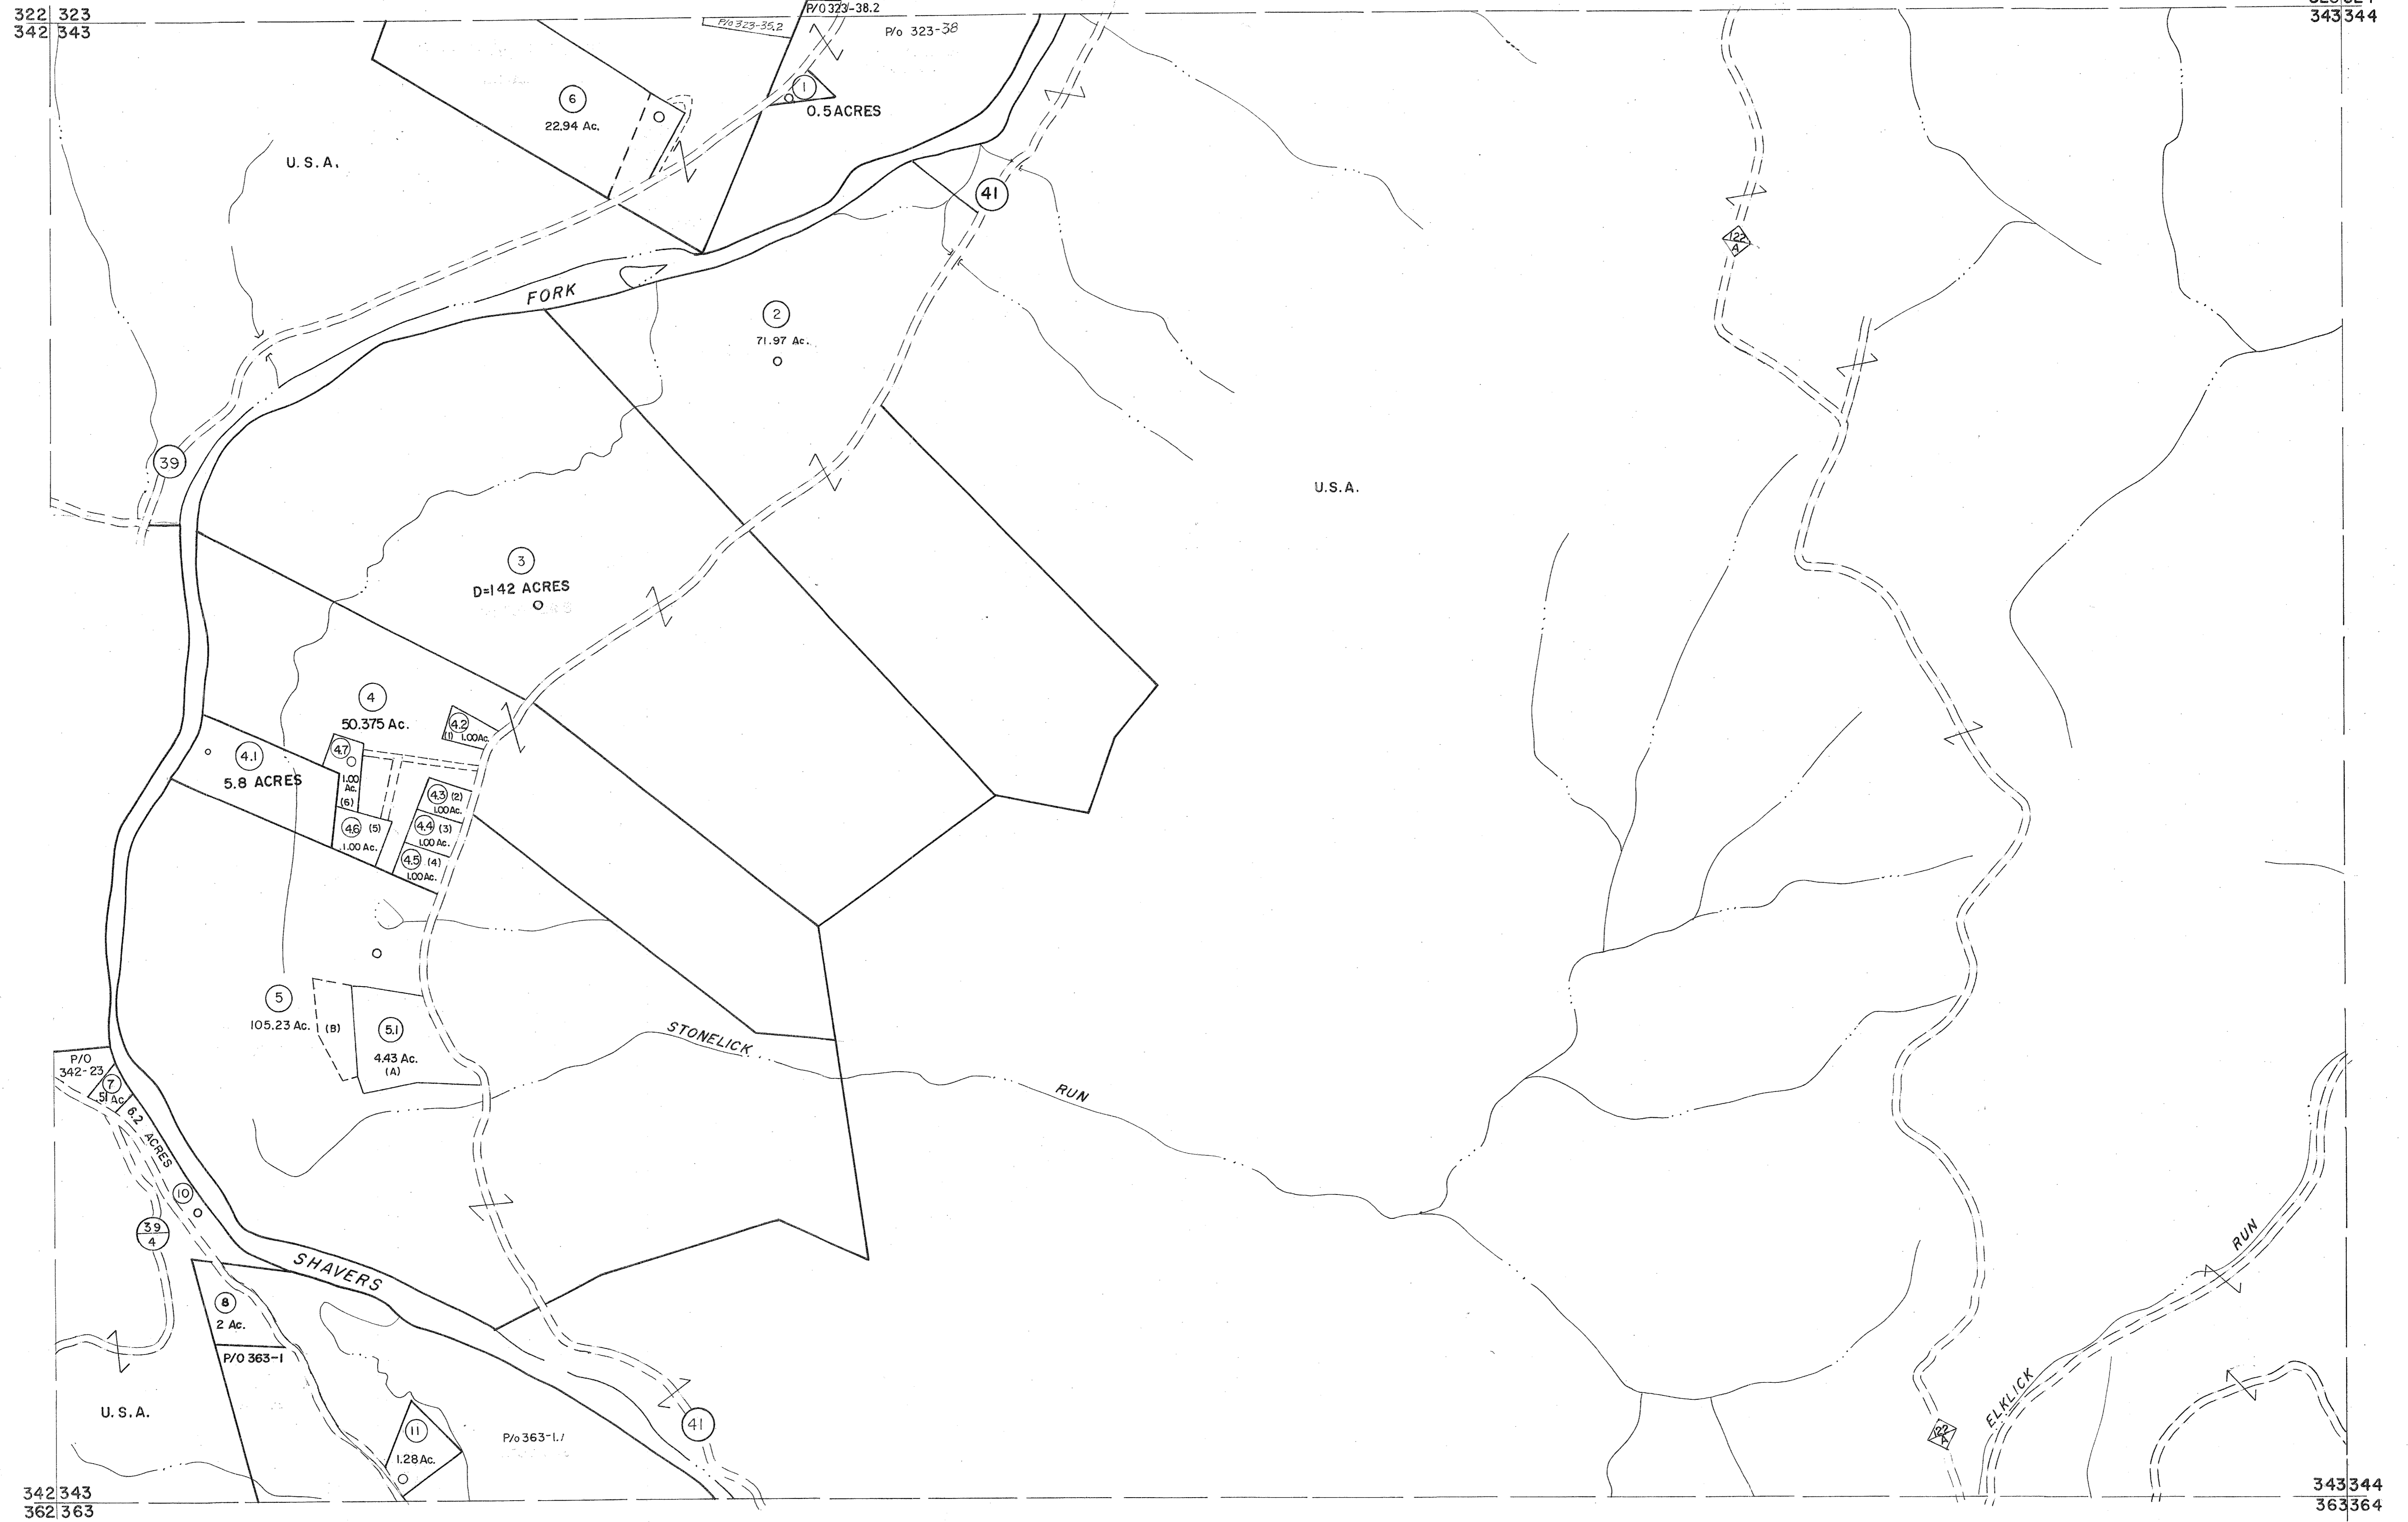 322 323
342 343
P/O 323-38.2
P/O 323-35.2
P/o 323-38
343 344
6
22.94 Ac.
1
0.5 ACRES
U.S.A.
41
122
A
FORK
2
71.97 Ac.
39
U.S.A.
3
D=142 ACRES
4
50.375 Ac.
4.2
(1) 1.00Ac.
4.7
1.00
Ac.
(6)
4.1
5.8 ACRES
4.3 (2)
1.00Ac.
4.4 (3)
1.00 Ac.
4.5 (4)
1.00Ac.
4.6 (5)
1.00 Ac.
5
105.23 Ac.
(B)
5.1
4.43 Ac.
(A)
STONELICK
RUN
P/O
342-23
7
.51 Ac.
6.2 ACRES
10
39
4
SHAVERS
8
2 Ac.
P/O 363-1
U.S.A.
11
1.28 Ac.
P/o 363-1.1
41
RUN
ELKLICK
122
A
342 343
362 363
343 344
363 364